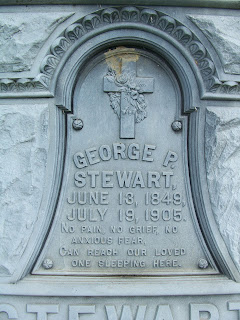 GEORGE P.
STEWART,
JUNE 13, 1849,
JULY 19, 1905.
NO PAIN, NO GRIEF, NO
ANXIOUS FEAR,
CAN REACH OUR LOVED
ONE SLEEPING HERE.
STEWART